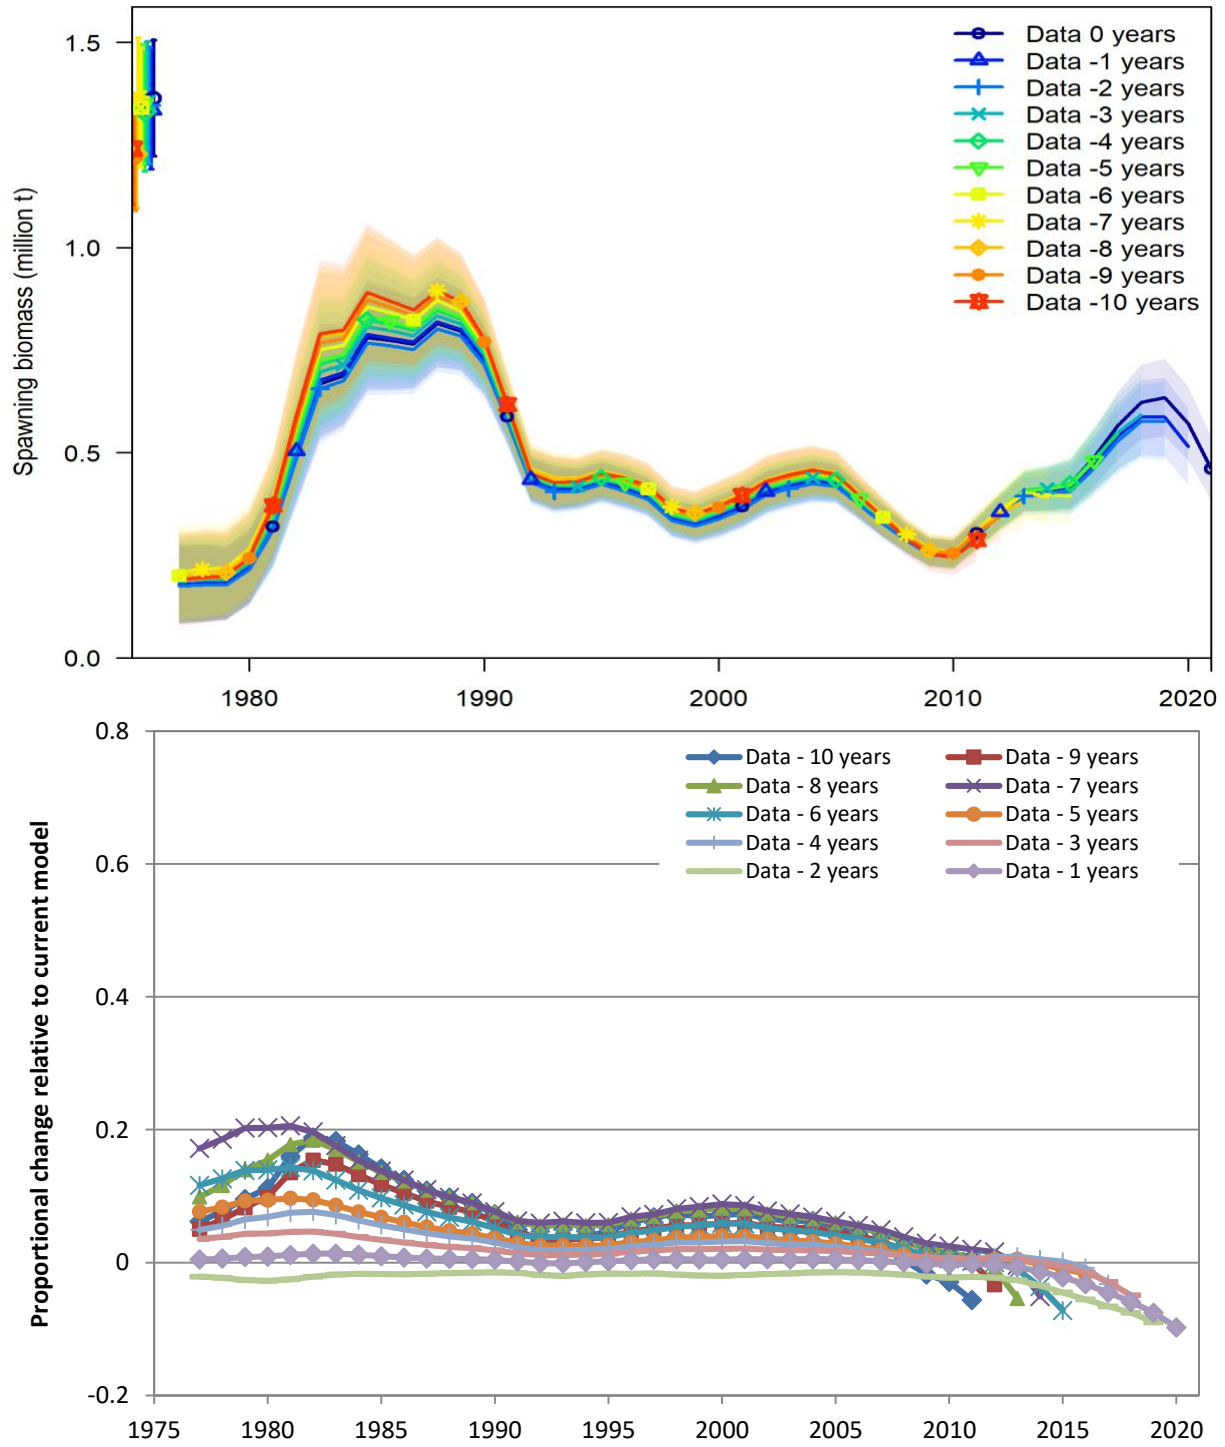 Spawning biomass (million t)
1.5
1.0
0.5
0.0
Data 0 years
Data -1 years
Data -2 years
Data -3 years
Data -4 years
Data -5 years
Data -6 years
Data -7 years
Data -8 years
Data -9 years
Data -10 years
1980 1990 2000 2010 2020
Proportional change relative to current model
0.8
0.6
0.4
0.2
0
-0.2
Data - 10 years Data - 9 years
Data - 8 years Data - 7 years
Data - 6 years Data - 5 years
Data - 4 years Data - 3 years
Data - 2 years Data - 1 years
1975 1980 1985 1990 1995 2000 2005 2010 2015 2020